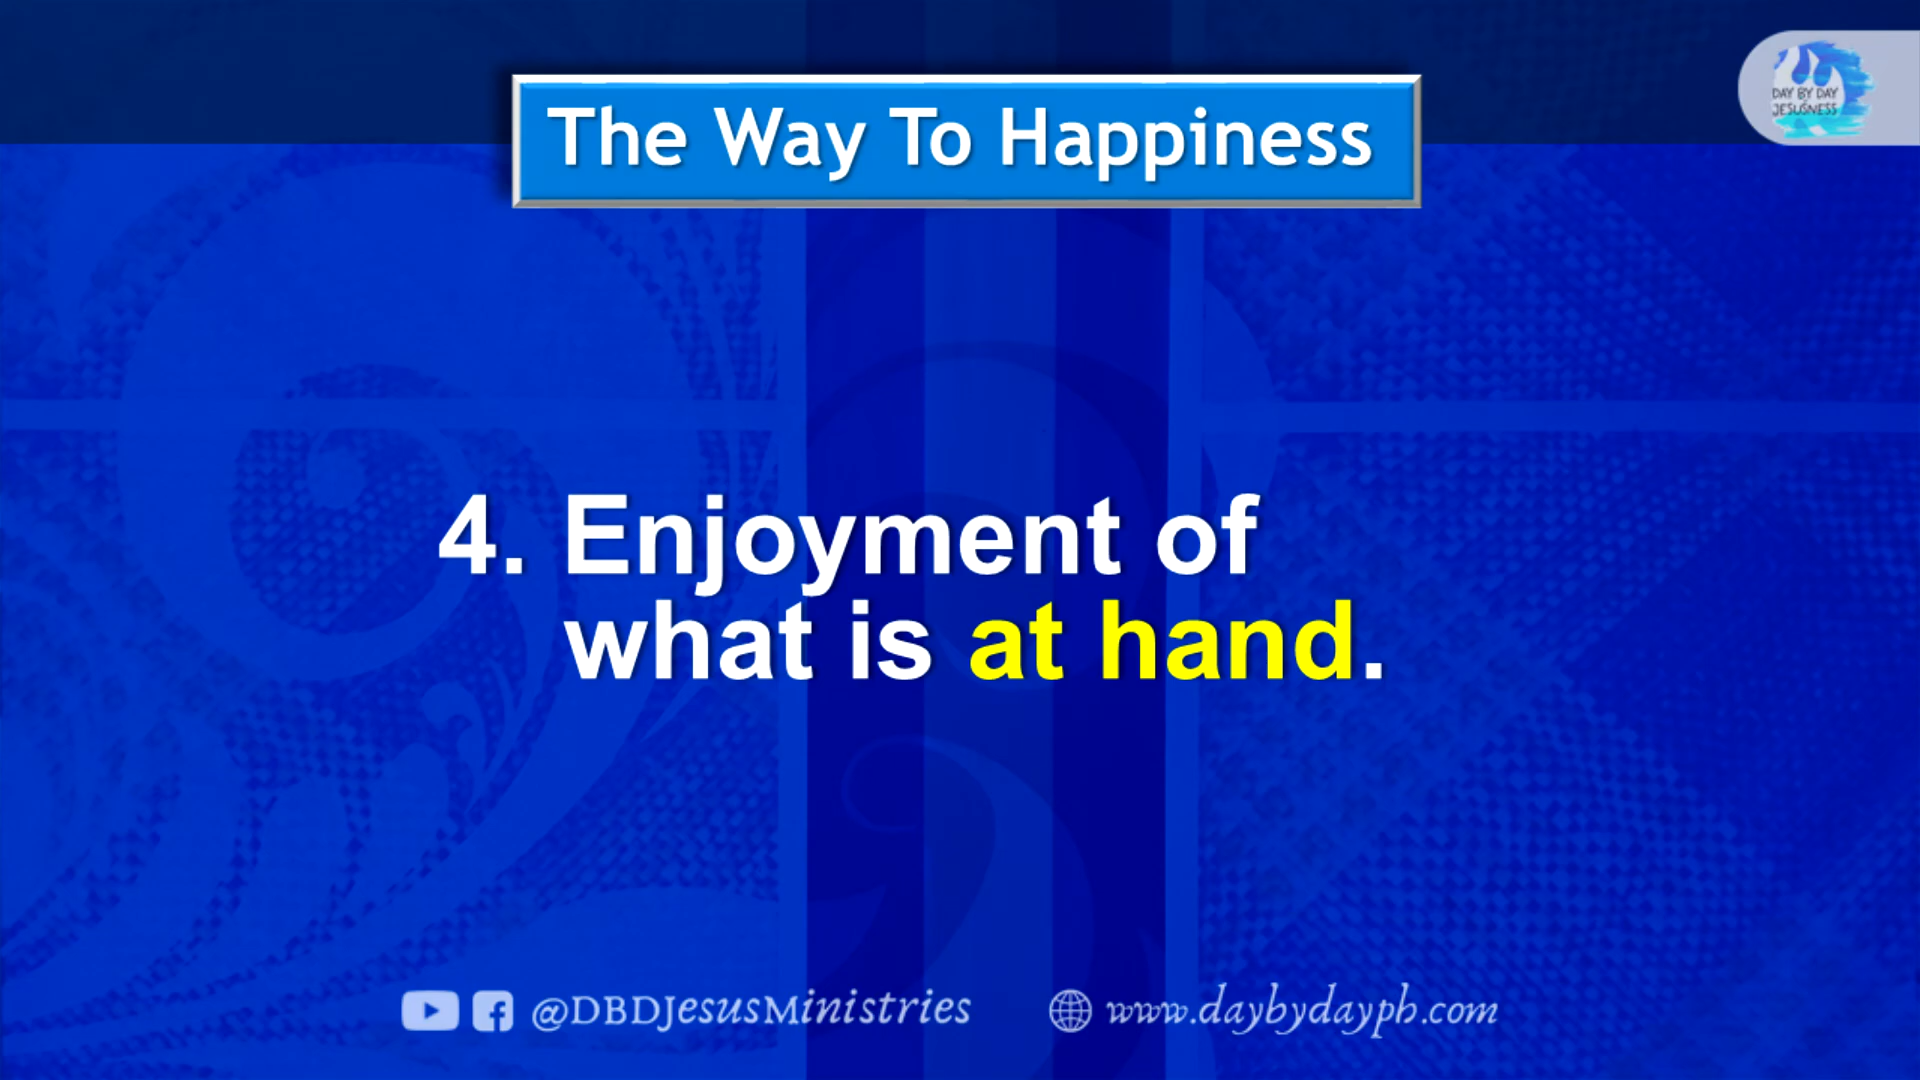 The Way To Happiness
DAY BY DAY
JESUSNESS
4. Enjoyment of
what is at hand.
@DBDJesusMinistries
www.daybydayph.com